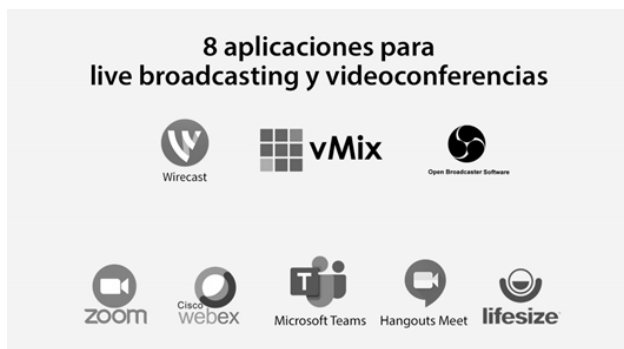 8 aplicaciones para
live broadcasting y videoconferencias
Wirecast
vMix
Open Broadcaster Software
zoom
Cisco
webex
Microsoft Teams
Hangouts Meet
lifesize
T